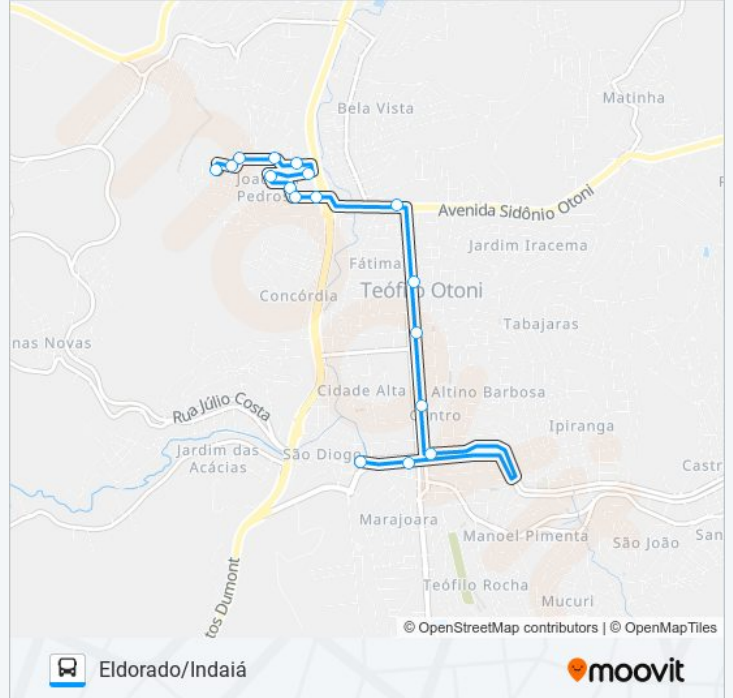 Bela Vista
Matinha
Joaq
Pedros
Avenida Sidônio Otoni
Jardim Iracema
Fátima
Teófilo Otoni
Concórdia
Tabajaras
nas Novas
Cidade Alta
Altino Barbosa
Centro
Rua Júlio Costa
Ipiranga
Jardim das
Acácias
São Diogo
Castr
Marajoara
Manoel Pimenta
São João
San
Teófilo Rocha
Mucuri
tos Dumont
© OpenStreetMap contributors | © OpenMapTiles
Eldorado/Indaiá
moovit